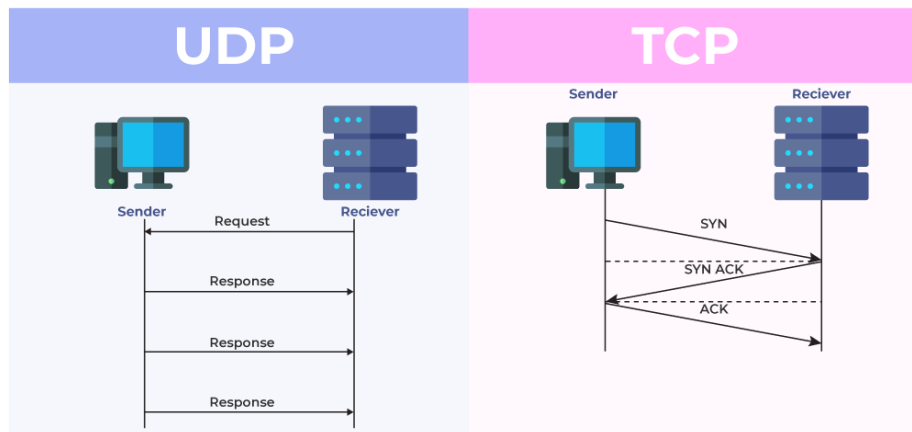 UDP
TCP
Sender
Reciever
Sender
Reciever
Request
Response
Response
Response
SYN
SYN ACK
ACK